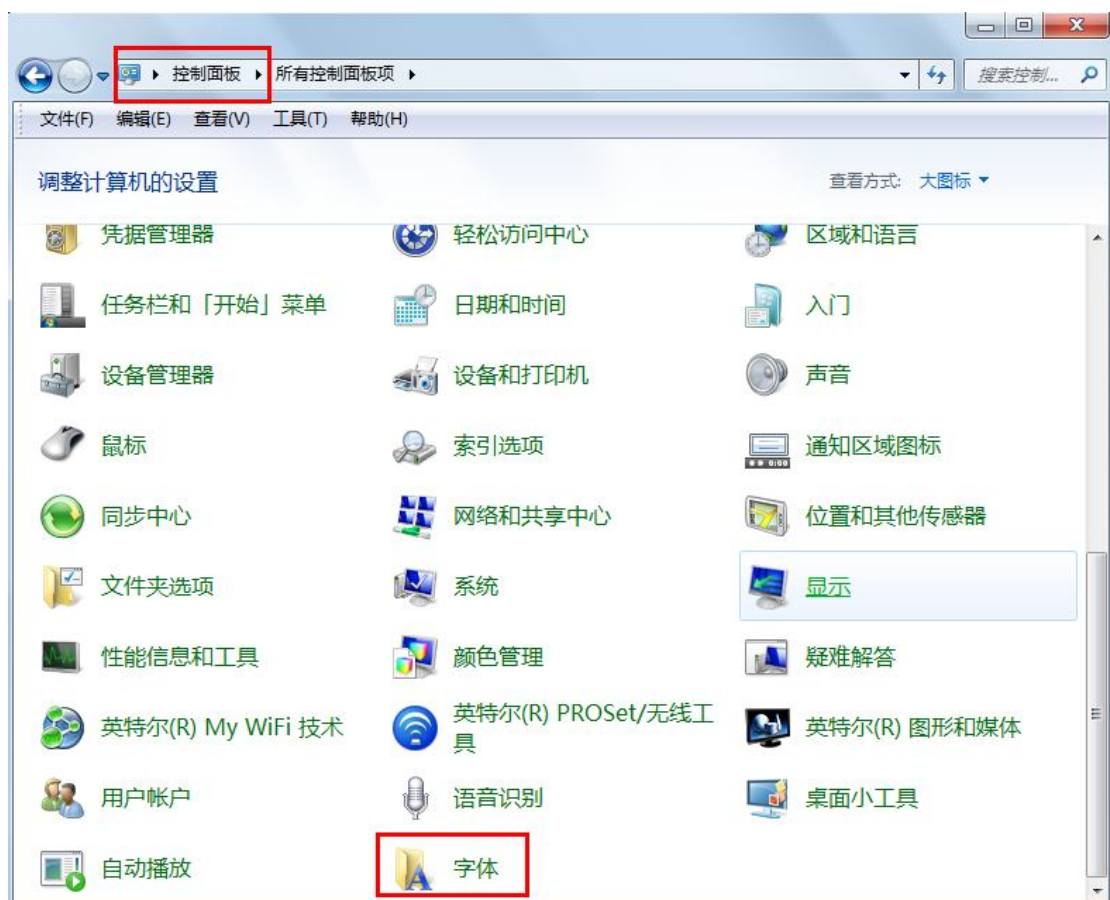 控制面板 所有控制面板项 搜索控制...
文件(F) 编辑(E) 查看(V) 工具(T) 帮助(H)
调整计算机的设置 查看方式: 大图标
凭据管理器 轻松访问中心 区域和语言
任务栏和「开始」菜单 日期和时间 入门
设备管理器 设备和打印机 声音
鼠标 索引选项 通知区域图标
同步中心 网络和共享中心 位置和其他传感器
文件夹选项 系统 显示
性能信息和工具 颜色管理 疑难解答
英特尔(R) My WiFi 技术 英特尔(R) PROSet/无线工
具 英特尔(R) 图形和媒体
用户帐户 语音识别 桌面小工具
自动播放 字体